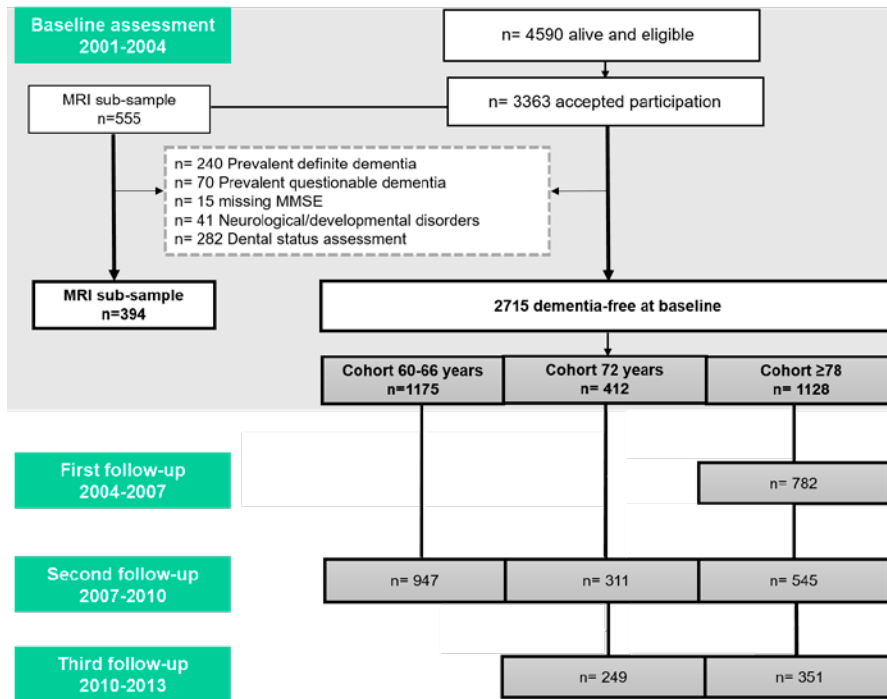 Baseline assessment
2001-2004
n= 4590 alive and eligible
MRI sub-sample
n=555
n= 3363 accepted participation
n= 240 Prevalent definite dementia
n= 70 Prevalent questionable dementia
n= 15 missing MMSE
n= 41 Neurological/developmental disorders
n= 282 Dental status assessment
MRI sub-sample
n=394
2715 dementia-free at baseline
Cohort 60-66 years
n=1175
Cohort 72 years
n= 412
Cohort ≥78
n= 1128
First follow-up
2004-2007
n= 782
Second follow-up
2007-2010
n= 947
n= 311
n= 545
Third follow-up
2010-2013
n= 249
n= 351